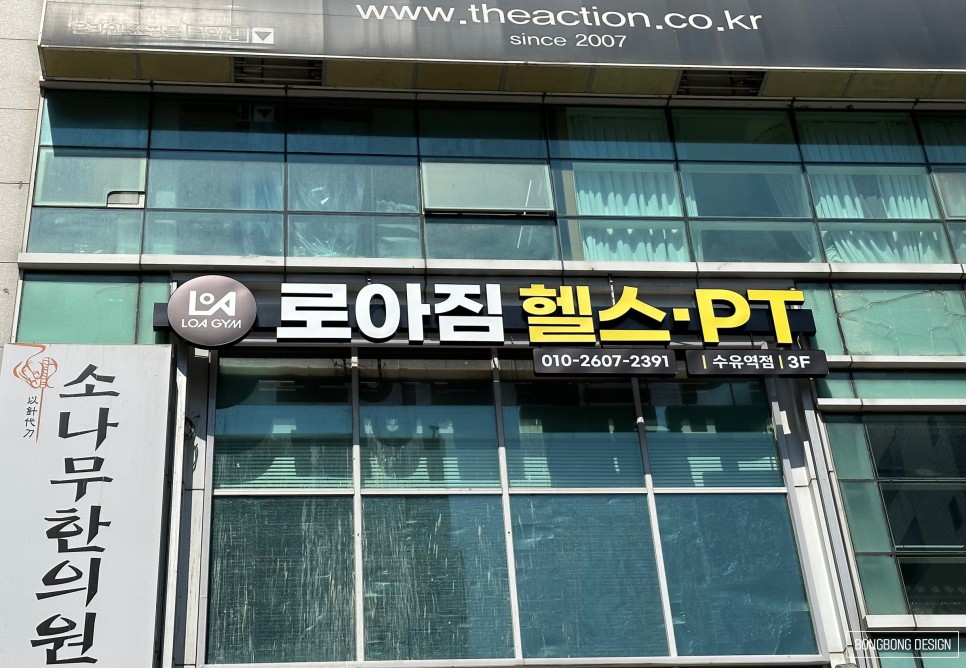 www.theaction.co.kr
since 2007
LOA
LOA GYM
로아짐 헬스·PT
010-2607-2391
| 수유역점 | 3F
以針代刀
소나무한의원
BONGBONG DESIGN